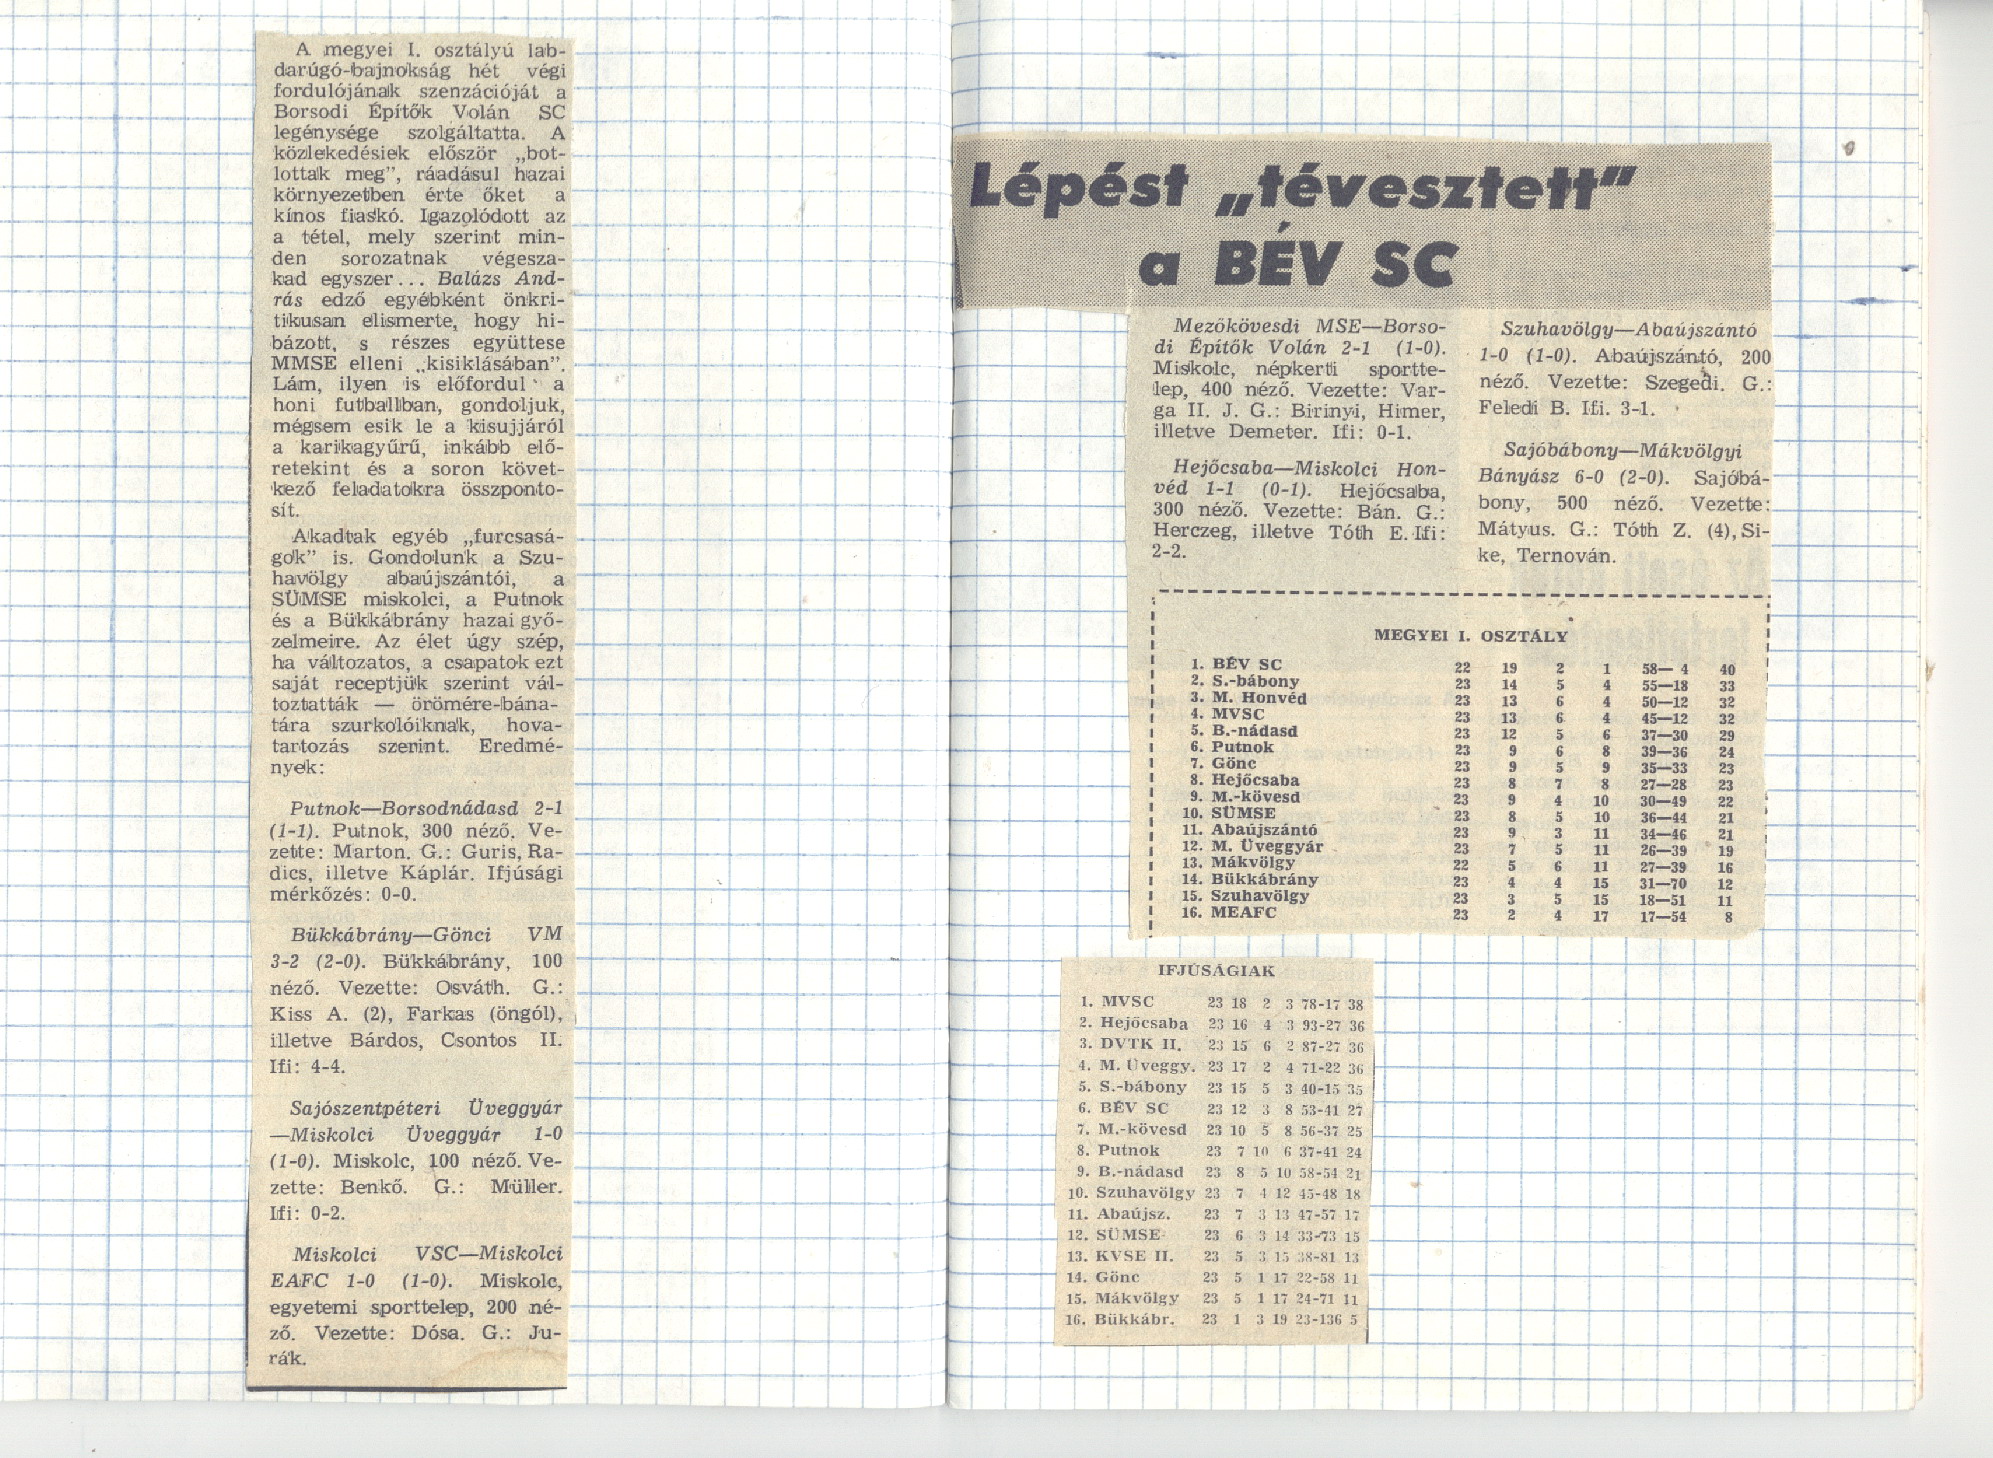 A megyei I. osztályú lab-
darúgó-bajnokság hét végi
fordulójának szenzációját a
Borsodi Építők Volán SC
legénysége szolgáltatta. A
közlekedésiek először „bot-
lottak meg”, ráadásul hazai
környezetben érte őket a
kínos fiaskó. Igazolódott az
a tétel, mely szerint min-
den sorozatnak végesza-
kad egyszer... Balázs And-
rás edző egyébként önkri-
tikusan elismerte, hogy hi-
bázott, s részes együttese
MMSE elleni „kisiklásában”.
Lám, ilyen is előfordul a
honi futballban, gondoljuk,
mégsem esik le a kisujjáról
a karikagyűrű, inkább elő-
retekint és a soron követ-
kező feladatokra összponto-
sít.
Akadtak egyéb „furcsasá-
gok” is. Gondolunk a Szu-
havölgy abaújszántói, a
SÜMSE miskolci, a Putnok
és a Bükkábrány hazai győ-
zelmeire. Az élet úgy szép,
ha változatos, a csapatok ezt
saját receptjük szerint vál-
toztatták — örömére-bána-
tára szurkolóiknak, hova-
tartozás szerint. Eredmé-
nyek:
Putnok—Borsodnádasd 2-1
(1-1). Putnok, 300 néző. Ve-
zette: Marton. G.: Guris, Ra-
dics, illetve Káplár. Ifjúsági
mérkőzés: 0-0.
Bükkábrány—Gönci VM
3-2 (2-0). Bükkábrány, 100
néző. Vezette: Osváth. G.:
Kiss A. (2), Farkas (öngól),
illetve Bárdos, Csontos II.
Ifi: 4-4.
Sajószentpéteri Üveggyár
—Miskolci Üveggyár 1-0
(1-0). Miskolc, 100 néző. Ve-
zette: Benkő. G.: Müller.
Ifi: 0-2.
Miskolci VSC—Miskolci
EAFC 1-0 (1-0). Miskolc,
egyetemi sporttelep, 200 né-
ző. Vezette: Dósa. G.: Ju-
rák.
Lépést „tévesztett”
a BÉV SC
Mezőkövesdi MSE—Borso-
di Építők Volán 2-1 (1-0).
Miskolc, népkerti sportte-
lep, 400 néző. Vezette: Var-
ga II. J. G.: Birinyi, Himer,
illetve Demeter. Ifi: 0-1.
Hejőcsaba—Miskolci Hon-
véd 1-1 (0-1). Hejőcsaba,
300 néző. Vezette: Bán. G.:
Herczeg, illetve Tóth E. Ifi:
2-2.
Szuhavölgy—Abaújszántó
1-0 (1-0). Abaújszántó, 200
néző. Vezette: Szegedi. G.:
Feledi B. Ifi. 3-1.
Sajóbábony—Mákvölgyi
Bányász 6-0 (2-0). Sajóbá-
bony, 500 néző. Vezette:
Mátyus. G.: Tóth Z. (4), Si-
ke, Ternován.
MEGYEI I. OSZTÁLY
1. BÉV SC 22 19 2 1 58— 4 40
2. S.-bábony 23 14 5 4 55—18 33
3. M. Honvéd 23 13 6 4 50—12 32
4. MVSC 23 13 6 4 45—12 32
5. B.-nádasd 23 12 5 6 37—30 29
6. Putnok 23 9 6 8 39—36 24
7. Gönc 23 9 5 9 35—33 23
8. Hejőcsaba 23 8 7 8 27—28 23
9. M.-kövesd 23 9 4 10 30—49 22
10. SÜMSE 23 8 5 10 36—44 21
11. Abaújszántó 23 9 3 11 34—46 21
12. M. Üveggyár 23 7 5 11 26—39 19
13. Mákvölgy 22 5 6 11 27—39 16
14. Bükkábrány 23 4 4 15 31—70 12
15. Szuhavölgy 23 3 5 15 18—51 11
16. MEAFC 23 2 4 17 17—54 8
IFJÚSÁGIAK
1. MVSC 23 18 2 3 78-17 38
2. Hejőcsaba 23 16 4 3 93-27 36
3. DVTK II. 23 15 6 2 87-27 36
4. M. Üveggy. 23 17 2 4 71-22 36
5. S.-bábony 23 15 5 3 40-15 35
6. BÉV SC 23 12 3 8 53-41 27
7. M.-kövesd 23 10 5 8 56-37 25
8. Putnok 23 7 10 6 37-41 24
9. B.-nádasd 23 8 5 10 58-54 21
10. Szuhavölgy 23 7 4 12 45-48 18
11. Abaújsz. 23 7 3 13 47-57 17
12. SÜMSE 23 6 3 14 33-73 15
13. KVSE II. 23 5 3 15 38-81 13
14. Gönc 23 5 1 17 22-58 11
15. Mákvölgy 23 5 1 17 24-71 11
16. Bükkábr. 23 1 3 19 23-136 5